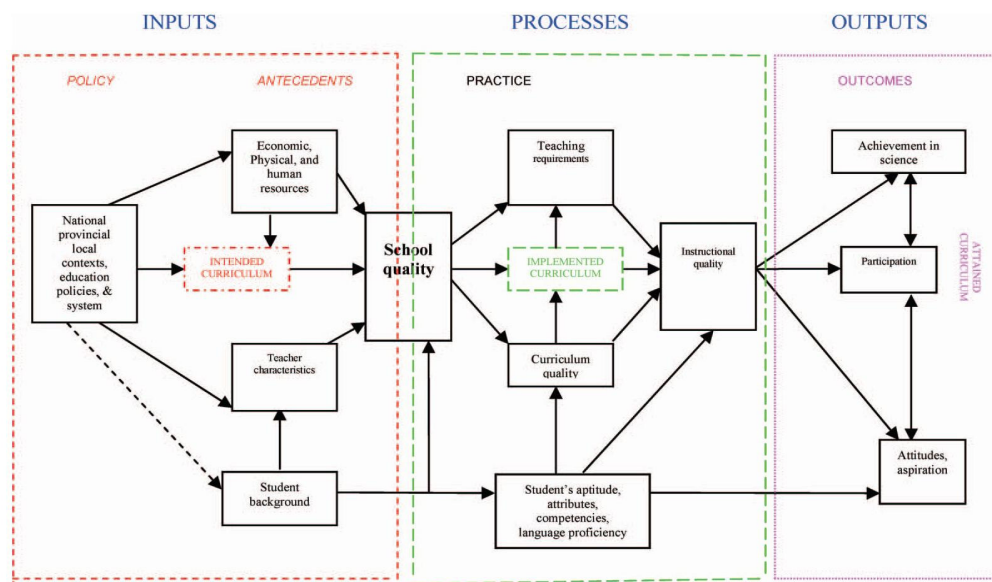 INPUTS
PROCESSES
OUTPUTS
POLICY
ANTECEDENTS
PRACTICE
OUTCOMES
Economic,
Physical, and
human
resources
Teaching
requirements
Achievement in
science
National
provincial
local
contexts,
education
policies, &
system
INTENDED
CURRICULUM
School
quality
IMPLEMENTED
CURRICULUM
Instructional
quality
Participation
ATTAINED
CURRICULUM
Teacher
characteristics
Curriculum
quality
Student
background
Student's aptitude,
attributes,
competencies,
language proficiency
Attitudes,
aspiration